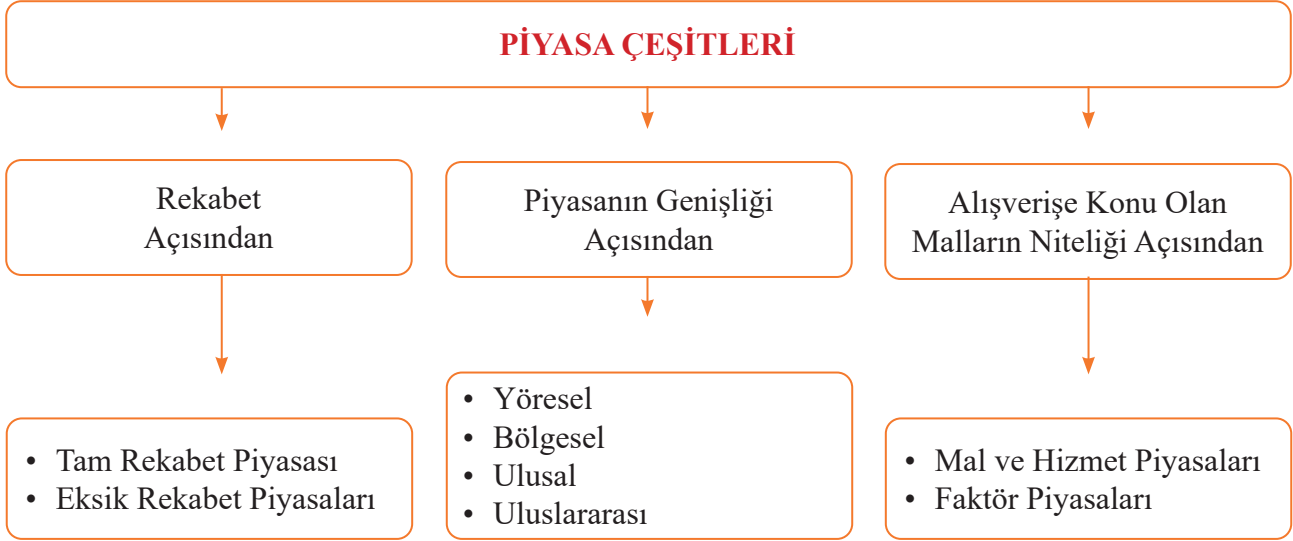 PİYASA ÇEŞİTLERİ
Rekabet
Açısından
Piyasanın Genişliği
Açısından
Alışverişe Konu Olan
Malların Niteliği Açısından
• Tam Rekabet Piyasası
• Eksik Rekabet Piyasaları
• Yöresel
• Bölgesel
• Ulusal
• Uluslararası
• Mal ve Hizmet Piyasaları
• Faktör Piyasaları